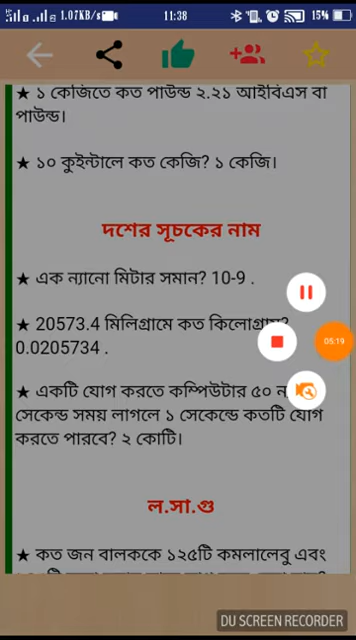 1.07KB/s
11:38
15%
★ ১ কেজিতে কত পাউন্ড ২.২১ আইবিএস বা
পাউন্ড।
★ ১০ কুইন্টালে কত কেজি? ১ কেজি।
দশের সূচকের নাম
★ এক ন্যানো মিটার সমান? 10-9 .
★ 20573.4 মিলিগ্রামে কত কিলোগ্রাম?
0.0205734 .
05:19
★ একটি যোগ করতে কম্পিউটার ৫০
সেকেন্ড সময় লাগলে ১ সেকেন্ডে কতটি যোগ
করতে পারবে? ২ কোটি।
ল.সা.গু
★ কত জন বালককে ১২৫টি কমলালেবু এবং
DU SCREEN RECORDER